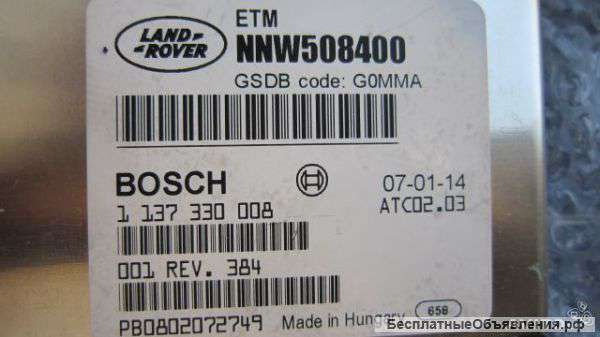 LAND-
ROVER
ETM
NNW508400
GSDB code: G0MMA
BOSCH
1 137 330 008
07-01-14
ATC02.03
001 REV. 384
PB0802072749 Made in Hungary 658
БесплатныеОбъявления.рф